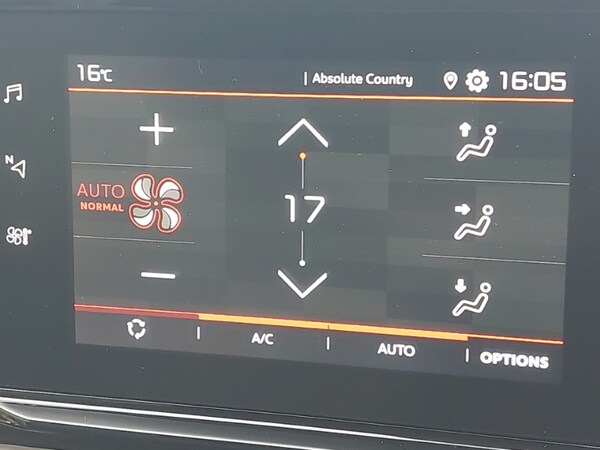 16°C
| Absolute Country
16:05
N
AUTO
NORMAL
17
A/C
AUTO
OPTIONS